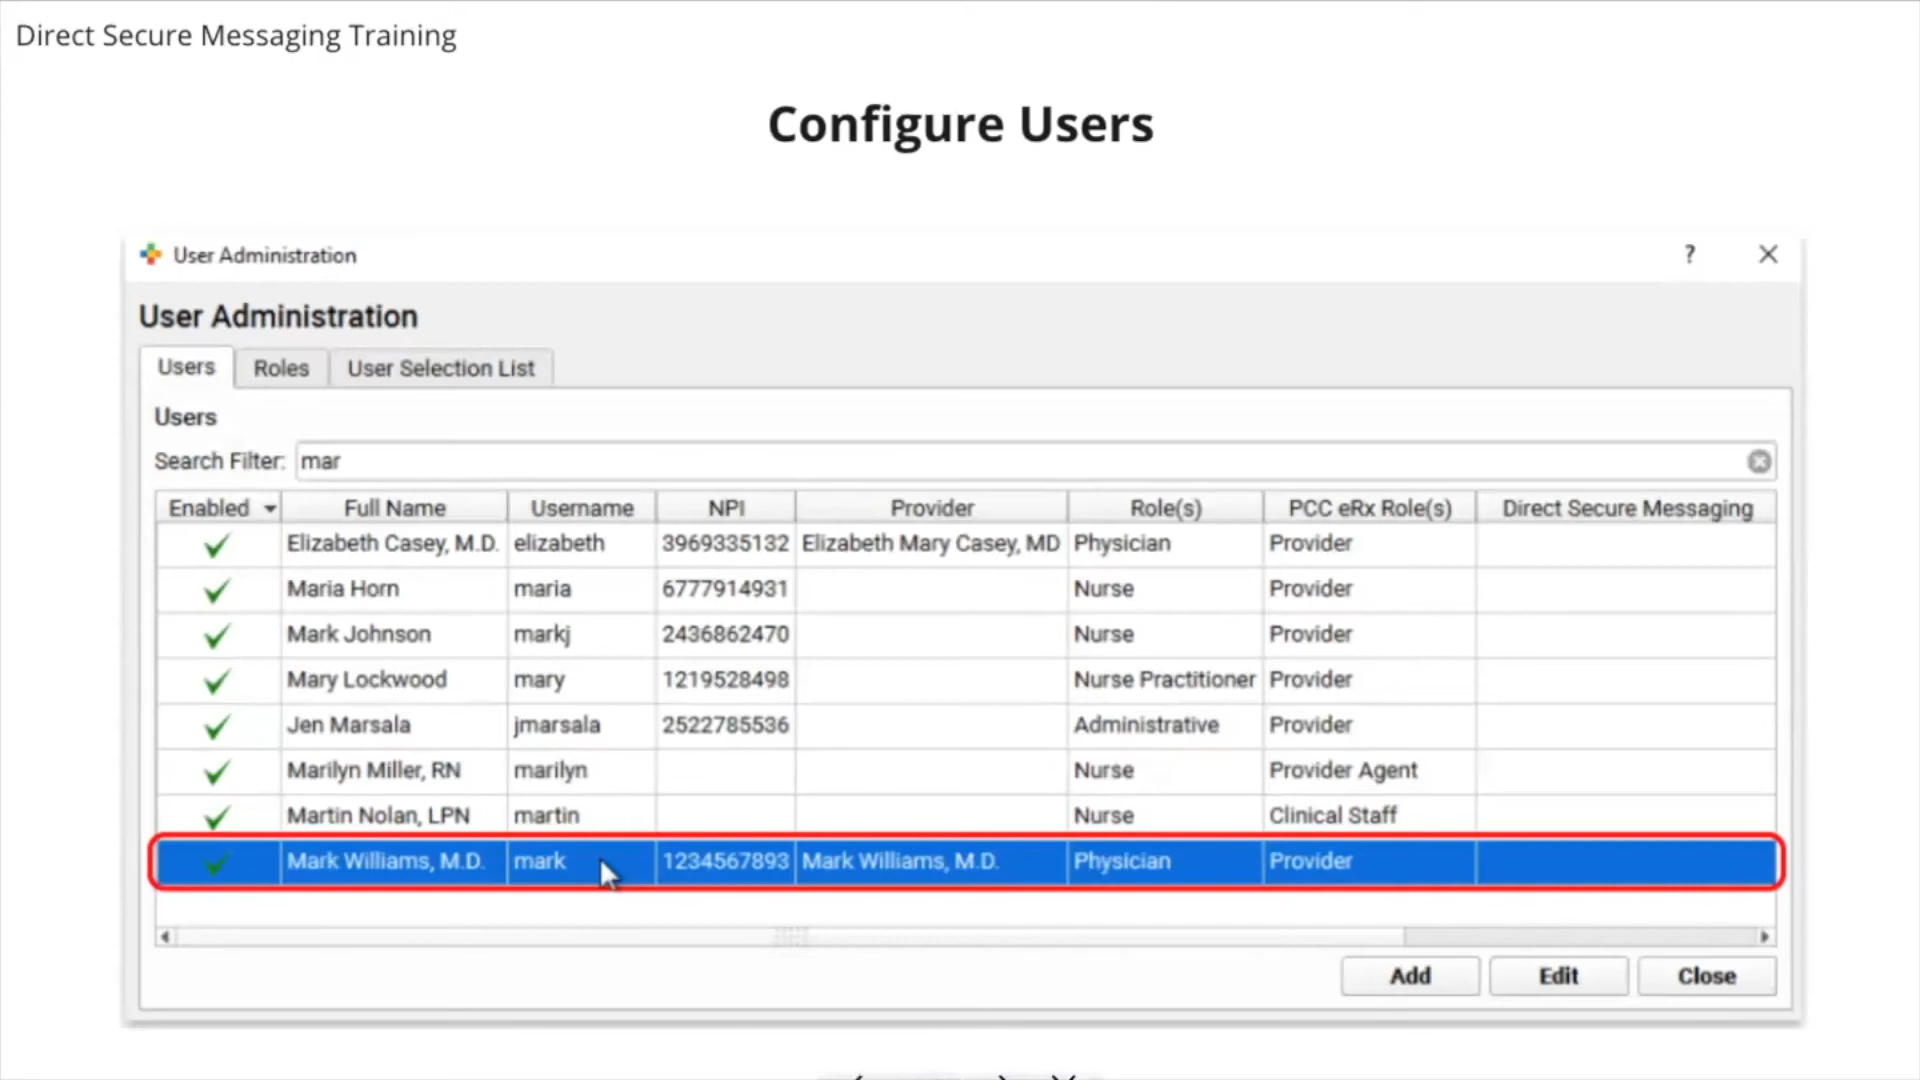 Direct Secure Messaging Training
Configure Users
User Administration ?
User Administration
Users Roles User Selection List
Users
Search Filter: mar
Enabled Full Name Username NPI Provider Role(s) PCC eRx Role(s) Direct Secure Messaging
Elizabeth Casey, M.D. elizabeth 3969335132 Elizabeth Mary Casey, MD Physician Provider
Maria Horn maria 6777914931 Nurse Provider
Mark Johnson markj 2436862470 Nurse Provider
Mary Lockwood mary 1219528498 Nurse Practitioner Provider
Jen Marsala jmarsala 2522785536 Administrative Provider
Marilyn Miller, RN marilyn Nurse Provider Agent
Martin Nolan, LPN martin Nurse Clinical Staff
Mark Williams, M.D. mark 1234567893 Mark Williams, M.D. Physician Provider
Add Edit Close